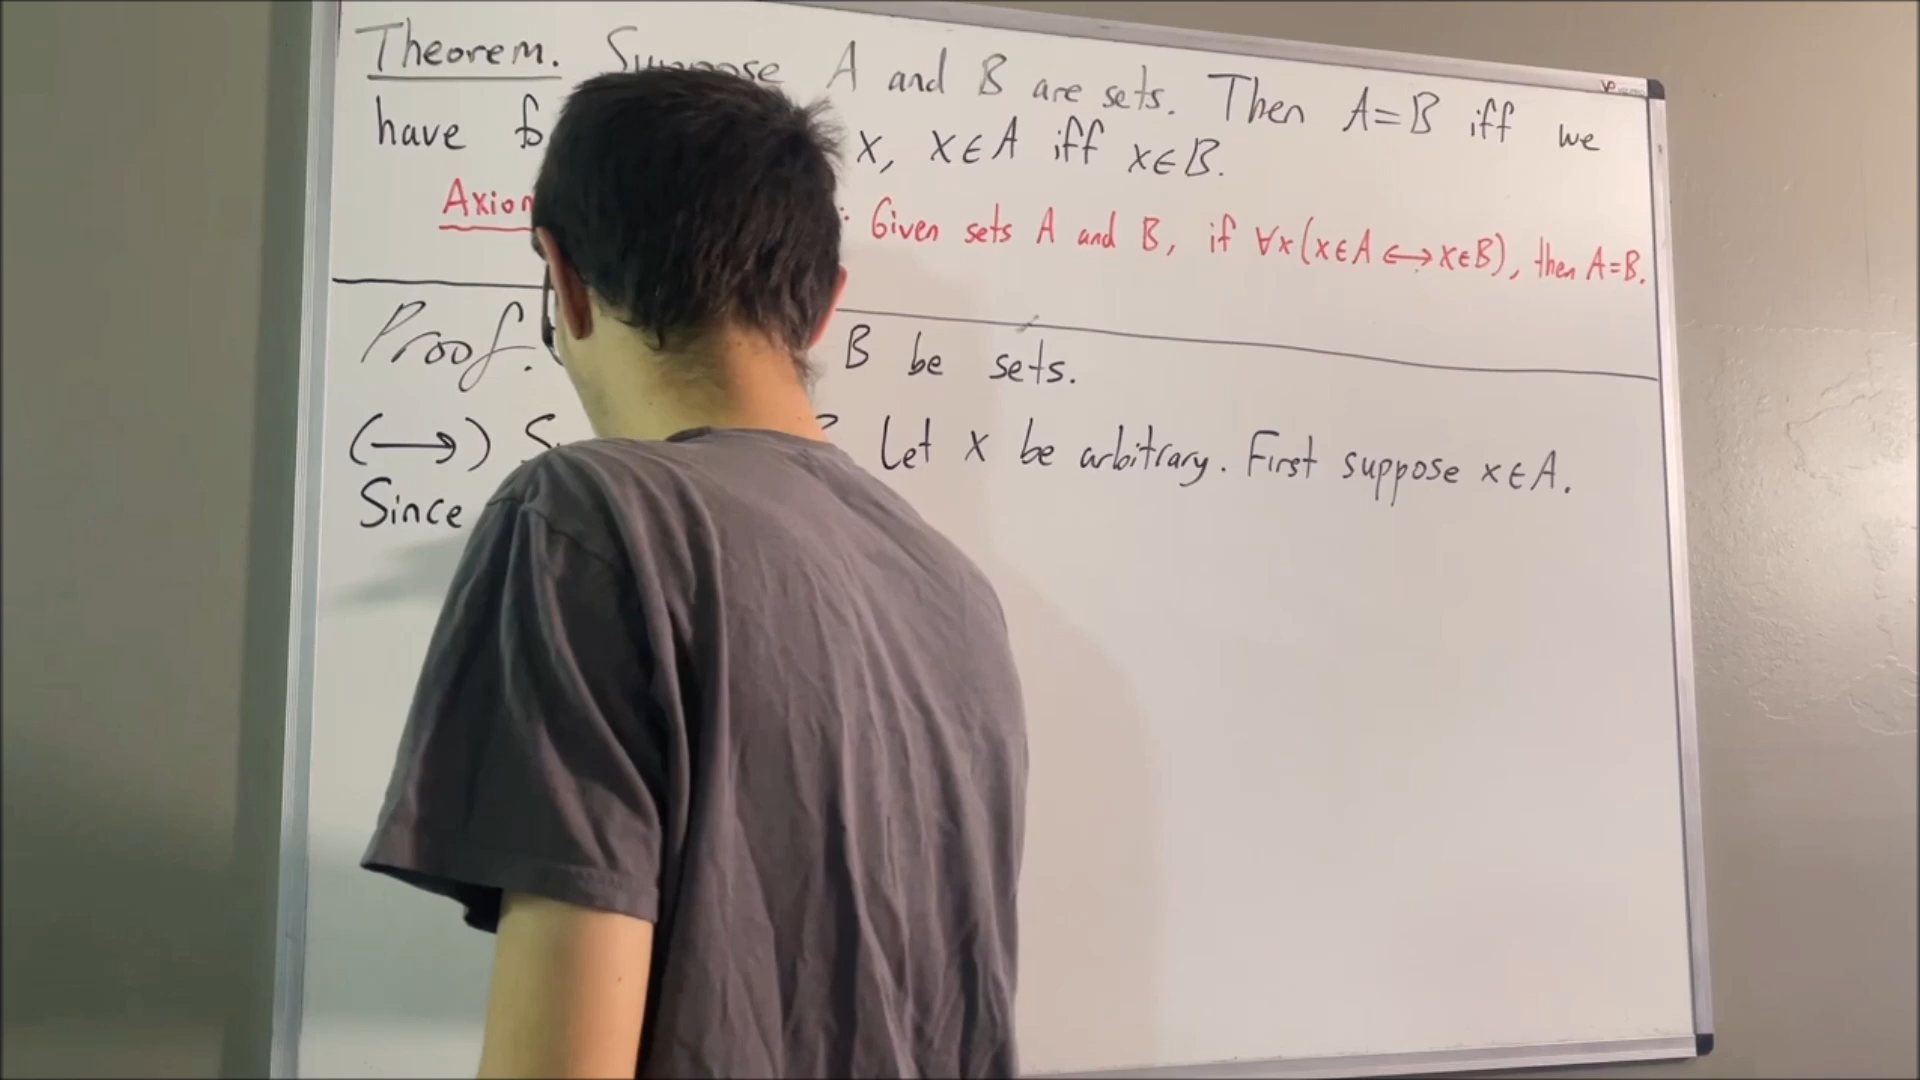 Theorem. Suppose A and B are sets. Then A=B iff we
have x, x∈A iff x∈B.
: Given sets A and B, if ∀x(x∈A ⟷ x∈B), then A=B.
Proof. B be sets.
(⟶) Let x be arbitrary. First suppose x∈A.
Since